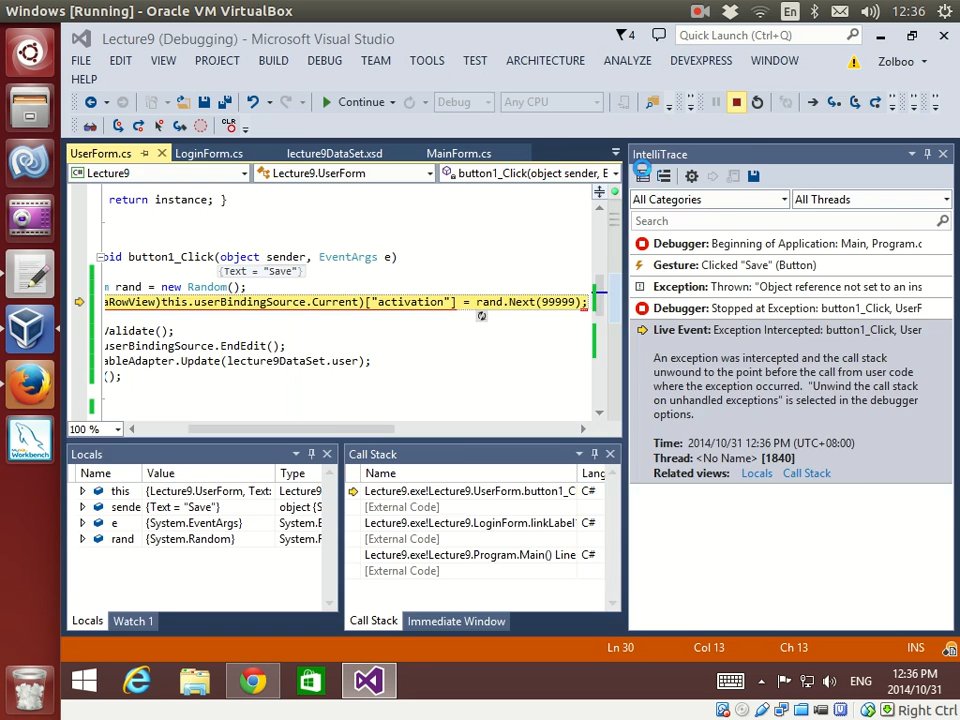 Windows [Running] - Oracle VM VirtualBox
En
12:36
Lecture9 (Debugging) - Microsoft Visual Studio
4
Quick Launch (Ctrl+Q)
FILE EDIT VIEW PROJECT BUILD DEBUG TEAM TOOLS TEST ARCHITECTURE ANALYZE DEVEXPRESS WINDOW
Zolboo
HELP
Continue
Debug
Any CPU
CLR
UserForm.cs
LoginForm.cs
lecture9DataSet.xsd
MainForm.cs
Lecture9
Lecture9.UserForm
button1_Click(object sender, E
return instance; }
oid button1_Click(object sender, EventArgs e)
{Text = "Save"}
m rand = new Random();
aRowView)this.userBindingSource.Current)["activation"] = rand.Next(99999);
Validate();
userBindingSource.EndEdit();
ableAdapter.Update(lecture9DataSet.user);
();
100 %
IntelliTrace
All Categories
All Threads
Search
Debugger: Beginning of Application: Main, Program.c
Gesture: Clicked "Save" (Button)
Exception: Thrown: "Object reference not set to an ins
Debugger: Stopped at Exception: button1_Click, UserF
Live Event: Exception Intercepted: button1_Click, User
An exception was intercepted and the call stack
unwound to the point before the call from user code
where the exception occurred. "Unwind the call stack
on unhandled exceptions" is selected in the debugger
options.
Time: 2014/10/31 12:36 PM (UTC+08:00)
Thread: <No Name> [1840]
Related views: Locals Call Stack
Locals
Name Value Type
this {Lecture9.UserForm, Text: Lecture9
sende {Text = "Save"} object {S
e {System.EventArgs} System.E
rand {System.Random} System.F
Locals Watch 1
Call Stack
Name Lang
Lecture9.exe!Lecture9.UserForm.button1_C C#
[External Code]
Lecture9.exe!Lecture9.LoginForm.linkLabel C#
[External Code]
Lecture9.exe!Lecture9.Program.Main() Line C#
[External Code]
Call Stack Immediate Window
Ln 30 Col 13 Ch 13 INS
MySQL
Workbench
ENG
12:36 PM
2014/10/31
Right Ctrl